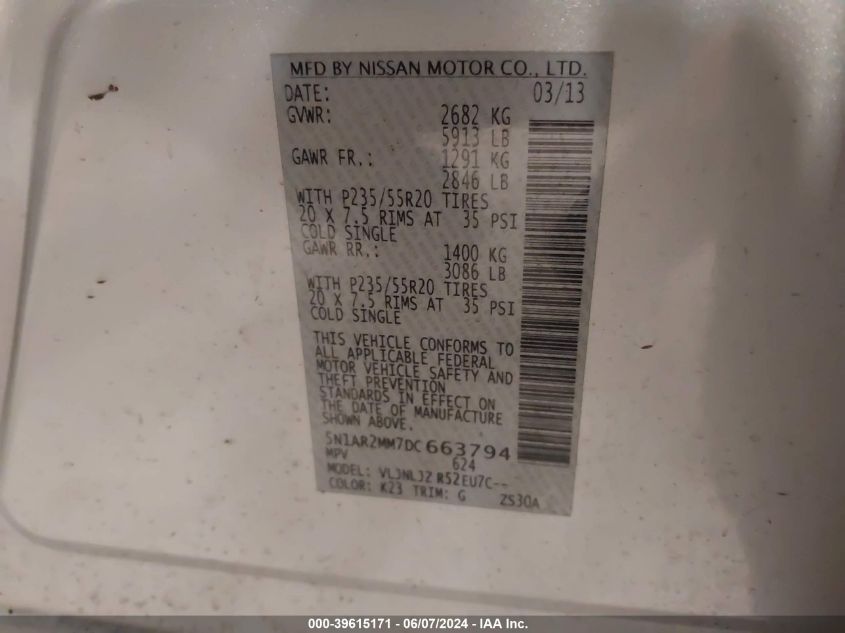 MFD BY NISSAN MOTOR CO., LTD.
DATE: 03/13
GVWR: 2682 KG
5913 LB
GAWR FR.: 1291 KG
2846 LB
WITH P235/55R20 TIRES
20 X 7.5 RIMS AT 35 PSI
COLD SINGLE
GAWR RR.: 1400 KG
3086 LB
WITH P235/55R20 TIRES
20 X 7.5 RIMS AT 35 PSI
COLD SINGLE
THIS VEHICLE CONFORMS TO
ALL APPLICABLE FEDERAL
MOTOR VEHICLE SAFETY AND
THEFT PREVENTION
STANDARDS IN EFFECT ON
THE DATE OF MANUFACTURE
SHOWN ABOVE.
5N1AR2MM7DC663794
MPV 624
MODEL: VLJNLJZ R52EU7C--
COLOR: K23 TRIM: G ZS30A
000-39615171 - 06/07/2024 - IAA Inc.